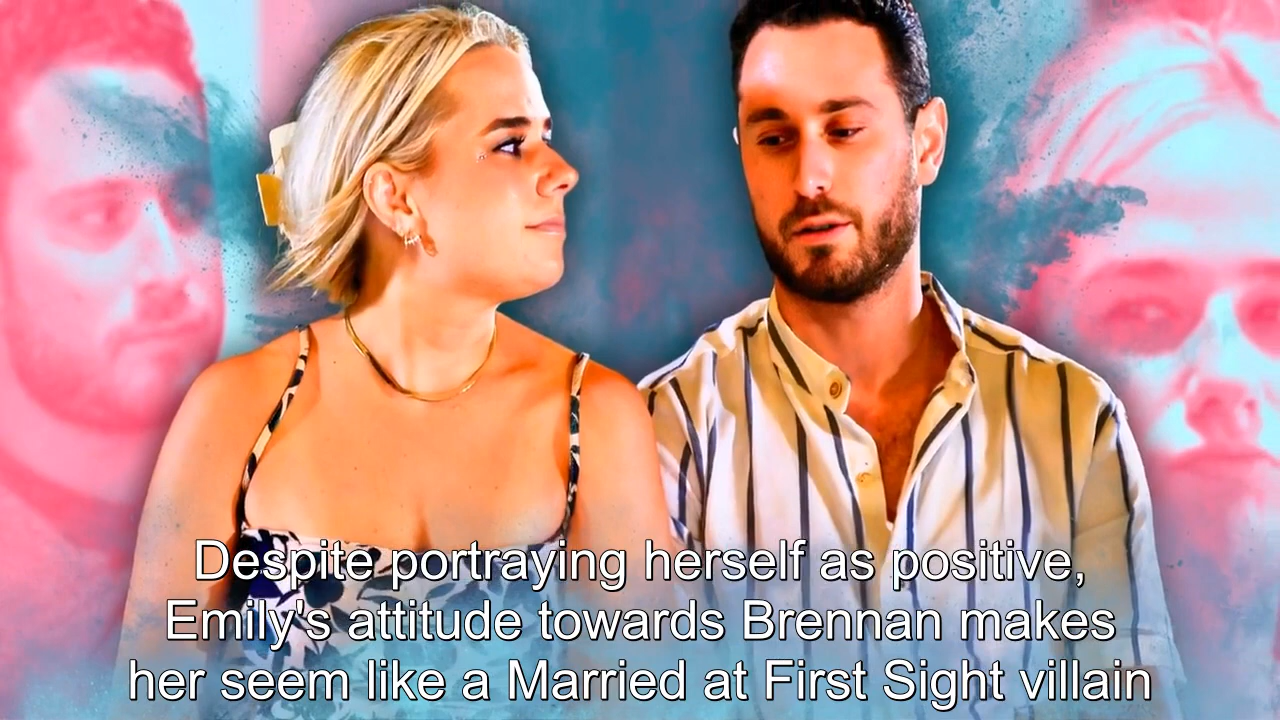 Despite portraying herself as positive,
Emily's attitude towards Brennan makes
her seem like a Married at First Sight villain